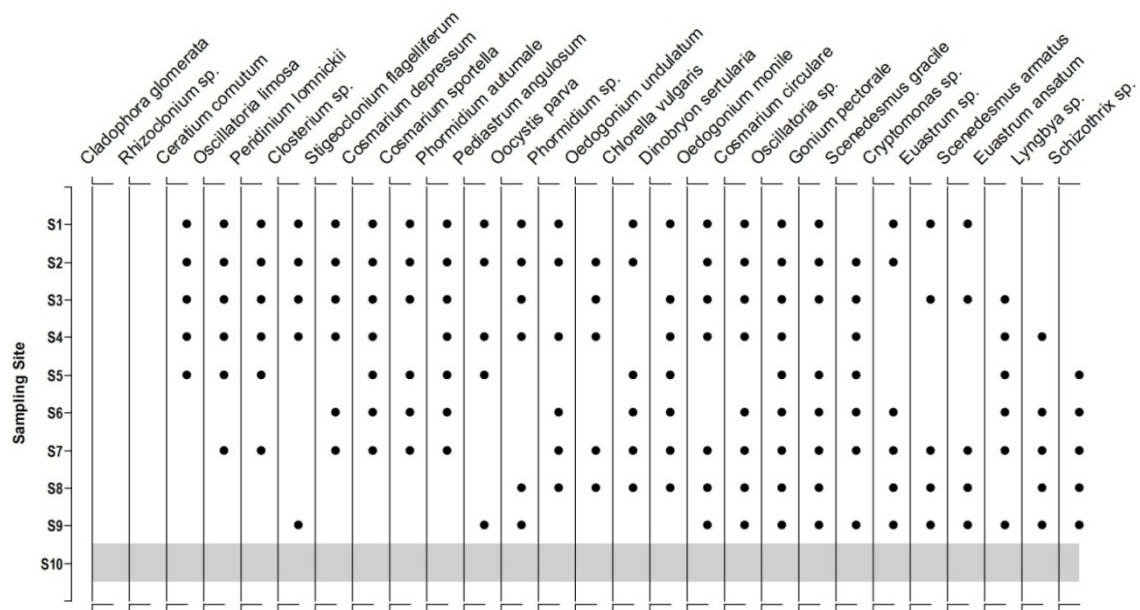 Cladophora glomerata
Rhizoclonium sp.
Ceratium cornutum
Oscillatoria limosa
Peridinium lomnickii
Closterium sp.
Stigeoclonium flagelliferum
Cosmarium depressum
Cosmarium sportella
Phormidium autumale
Pediastrum angulosum
Oocystis parva
Phormidium sp.
Oedogonium undulatum
Chlorella vulgaris
Dinobryon sertularia
Oedogonium monile
Cosmarium circulare
Oscillatoria sp.
Gonium pectorale
Scenedesmus gracile
Cryptomonas sp.
Euastrum sp.
Scenedesmus armatus
Euastrum ansatum
Lyngbya sp.
Schizothrix sp.
Sampling Site
S1
S2
S3
S4
S5
S6
S7
S8
S9
S10